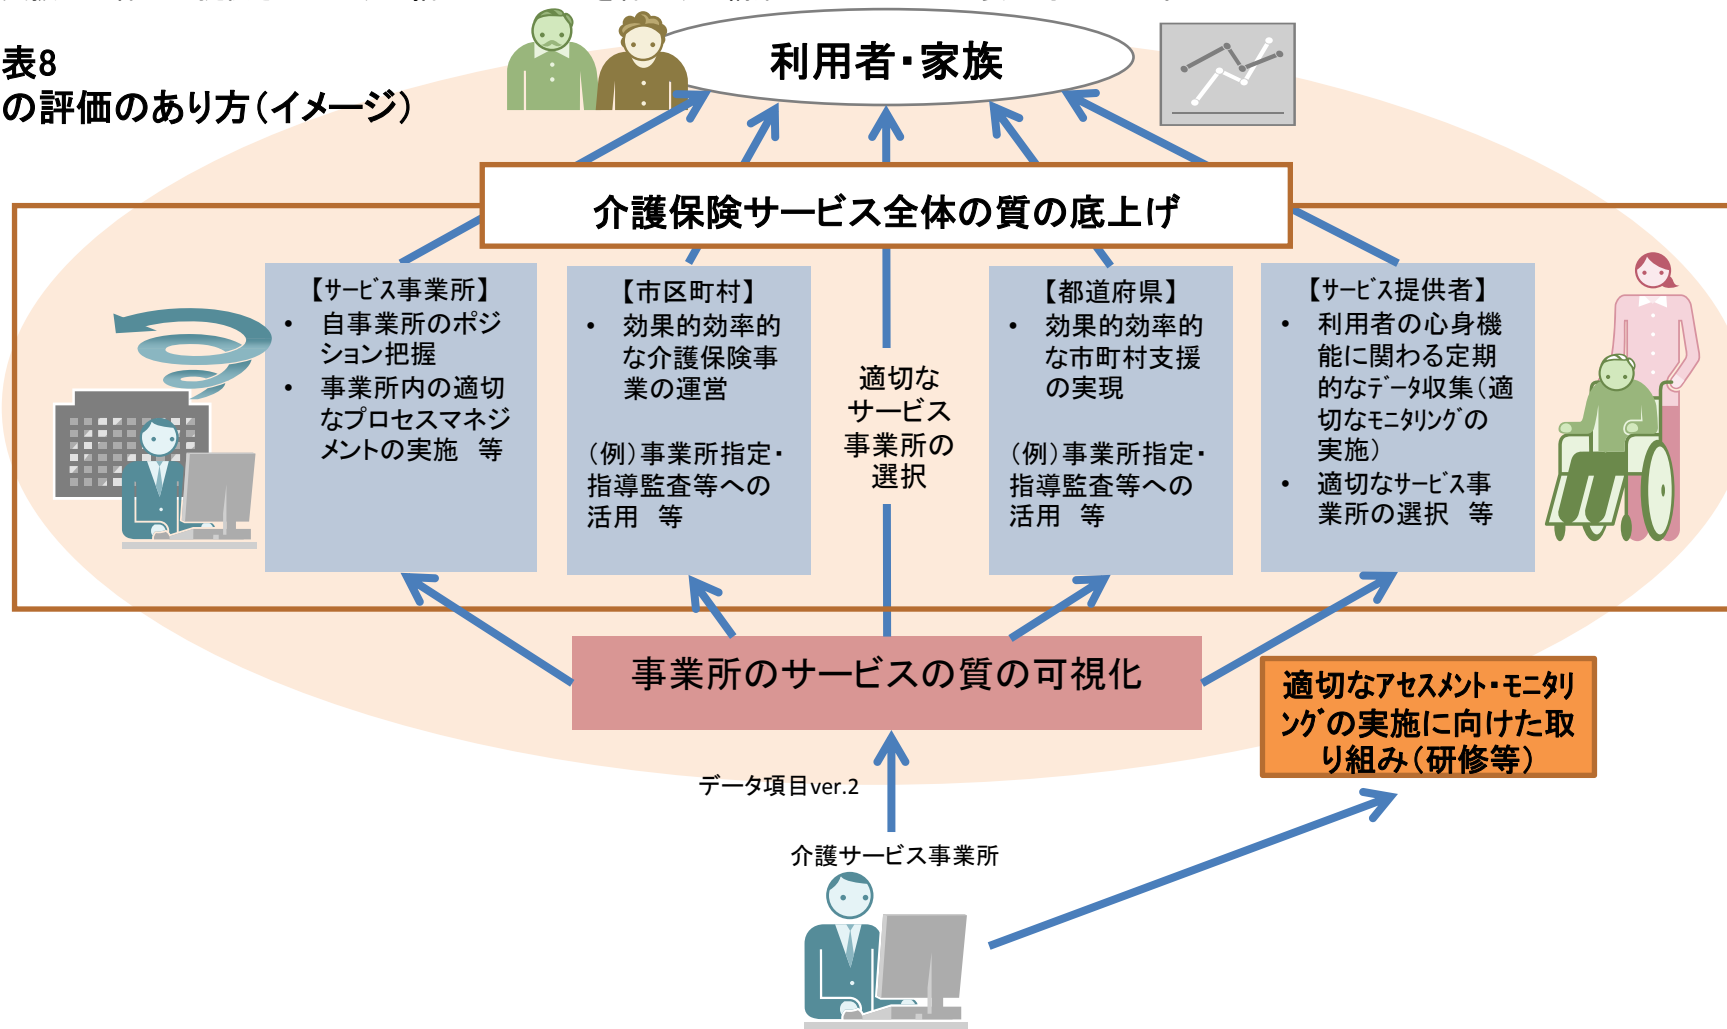 表8
の評価のあり方(イメージ)
利用者・家族
介護保険サービス全体の質の底上げ
【サービス事業所】
• 自事業所のポジ
ション把握
• 事業所内の適切
なプロセスマネジ
メントの実施 等
【市区町村】
• 効果的効率的
な介護保険事
業の運営
(例)事業所指定・
指導監査等への
活用 等
適切な
サービス
事業所の
選択
【都道府県】
• 効果的効率的
な市町村支援
の実現
(例)事業所指定・
指導監査等への
活用 等
【サービス提供者】
• 利用者の心身機
能に関わる定期
的なデータ収集(適
切なモニタリングの
実施)
• 適切なサービス事
業所の選択 等
事業所のサービスの質の可視化
適切なアセスメント・モニタリ
ングの実施に向けた取
り組み(研修等)
データ項目ver.2
介護サービス事業所